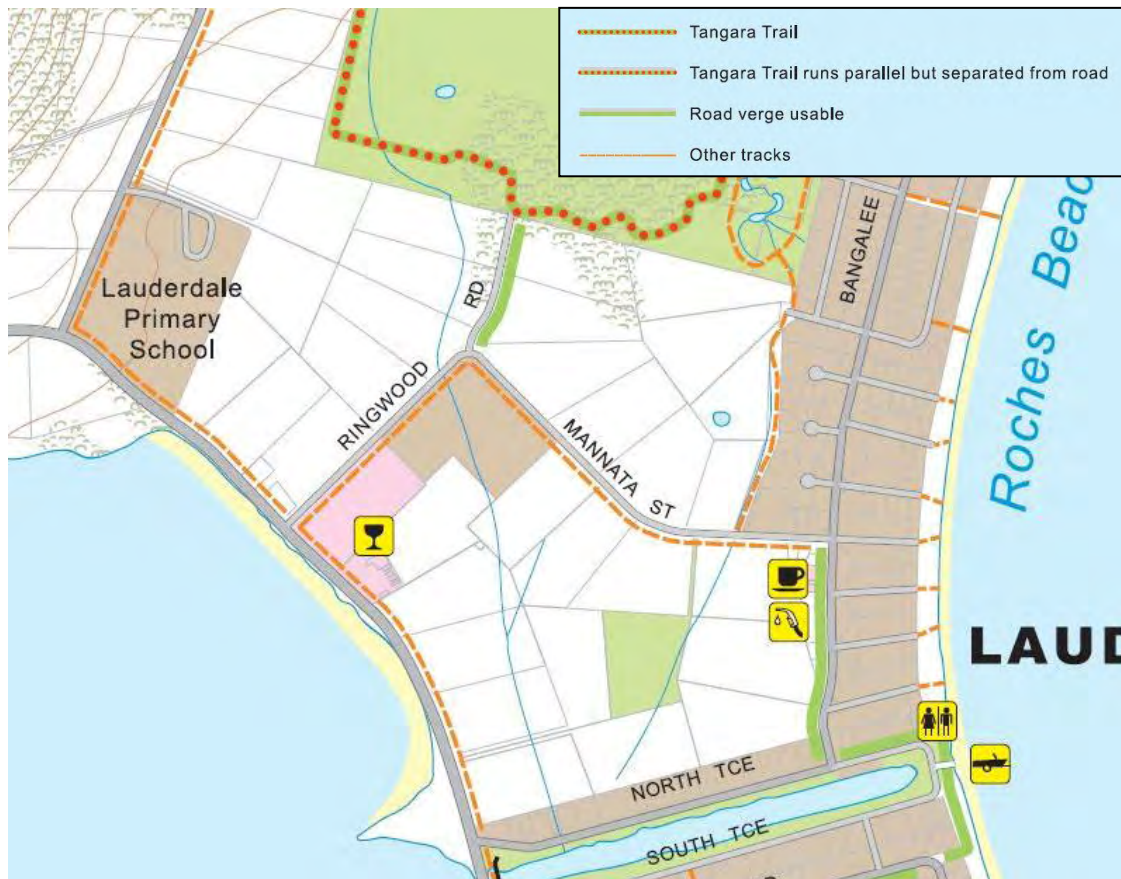 Tangara Trail
Tangara Trail runs parallel but separated from road
Road verge usable
Other tracks
BANGALEE
Roches Beac
Lauderdale
Primary
School
RD
RINGWOOD
MANNATA ST
LAUD
NORTH TCE
SOUTH TCE